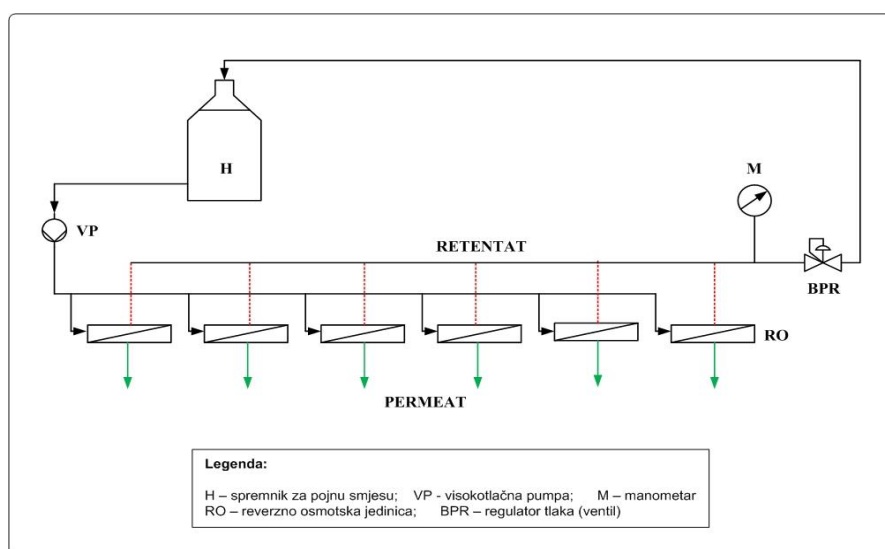 H
M
VP
RETENTAT
BPR
RO
PERMEAT
Legenda:
H – spremnik za pojnu smjesu; VP - visokotlačna pumpa; M – manometar
RO – reverzno osmotska jedinica; BPR – regulator tlaka (ventil)